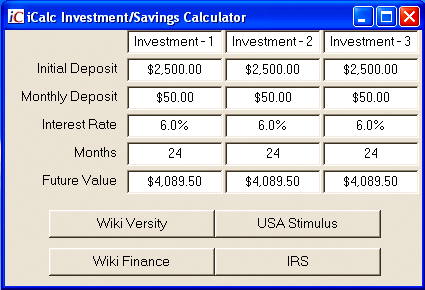 iC iCalc Investment/Savings Calculator
Investment - 1 Investment - 2 Investment - 3
Initial Deposit $2,500.00 $2,500.00 $2,500.00
Monthly Deposit $50.00 $50.00 $50.00
Interest Rate 6.0% 6.0% 6.0%
Months 24 24 24
Future Value $4,089.50 $4,089.50 $4,089.50
Wiki Versity USA Stimulus
Wiki Finance IRS